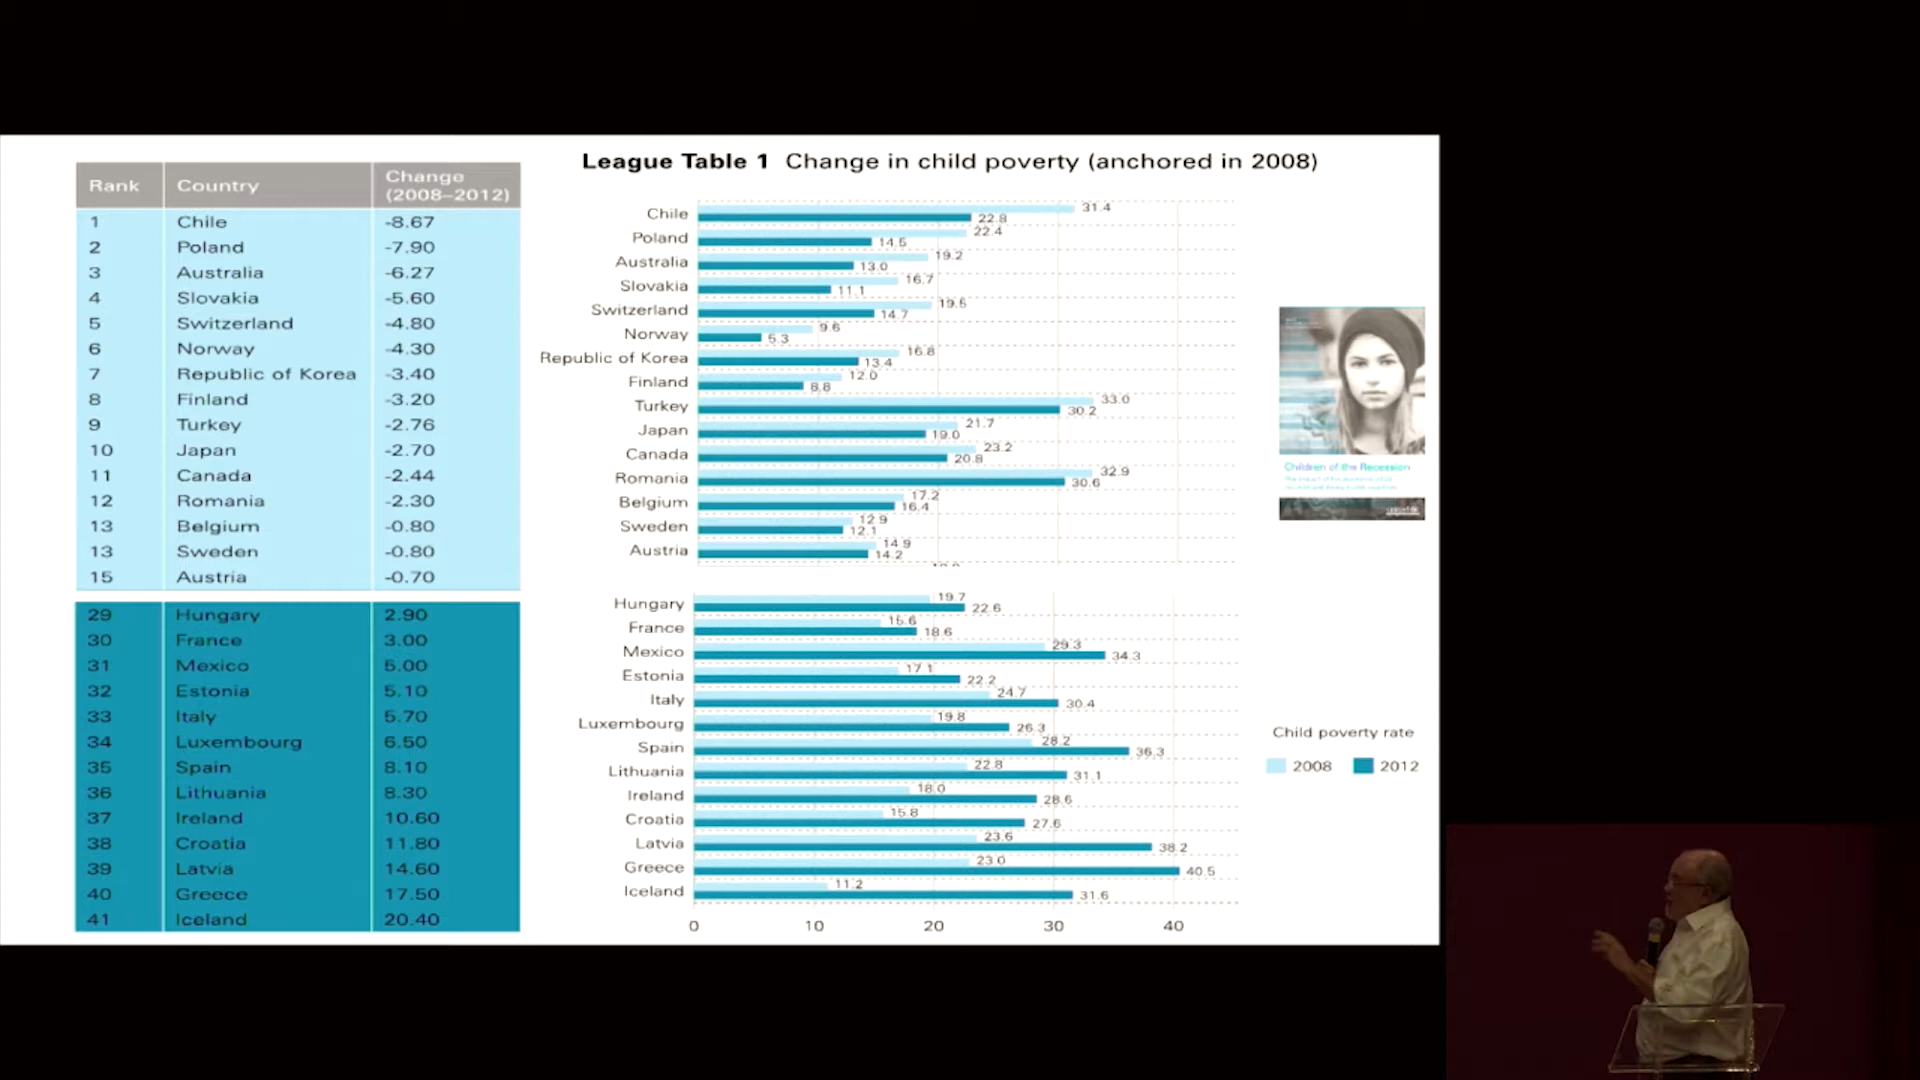 League Table 1 Change in child poverty (anchored in 2008)
Rank Country Change (2008–2012)
1 Chile -8.67
2 Poland -7.90
3 Australia -6.27
4 Slovakia -5.60
5 Switzerland -4.80
6 Norway -4.30
7 Republic of Korea -3.40
8 Finland -3.20
9 Turkey -2.76
10 Japan -2.70
11 Canada -2.44
12 Romania -2.30
13 Belgium -0.80
13 Sweden -0.80
15 Austria -0.70
29 Hungary 2.90
30 France 3.00
31 Mexico 5.00
32 Estonia 5.10
33 Italy 5.70
34 Luxembourg 6.50
35 Spain 8.10
36 Lithuania 8.30
37 Ireland 10.60
38 Croatia 11.80
39 Latvia 14.60
40 Greece 17.50
41 Iceland 20.40
Chile 31.4 22.8
Poland 22.4 14.5
Australia 19.2 13.0
Slovakia 16.7 11.1
Switzerland 19.5 14.7
Norway 9.6 5.3
Republic of Korea 16.8 13.4
Finland 12.0 8.8
Turkey 33.0 30.2
Japan 21.7 19.0
Canada 23.2 20.8
Romania 32.9 30.6
Belgium 17.2 16.4
Sweden 12.9 12.1
Austria 14.9 14.2
Hungary 19.7 22.6
France 15.6 18.6
Mexico 29.3 34.3
Estonia 17.1 22.2
Italy 24.7 30.4
Luxembourg 19.8 26.3
Spain 28.2 36.3
Lithuania 22.8 31.1
Ireland 18.0 28.6
Croatia 15.8 27.6
Latvia 23.6 38.2
Greece 23.0 40.5
Iceland 11.2 31.6
0 10 20 30 40
Children of the Recession
Child poverty rate
2008 2012